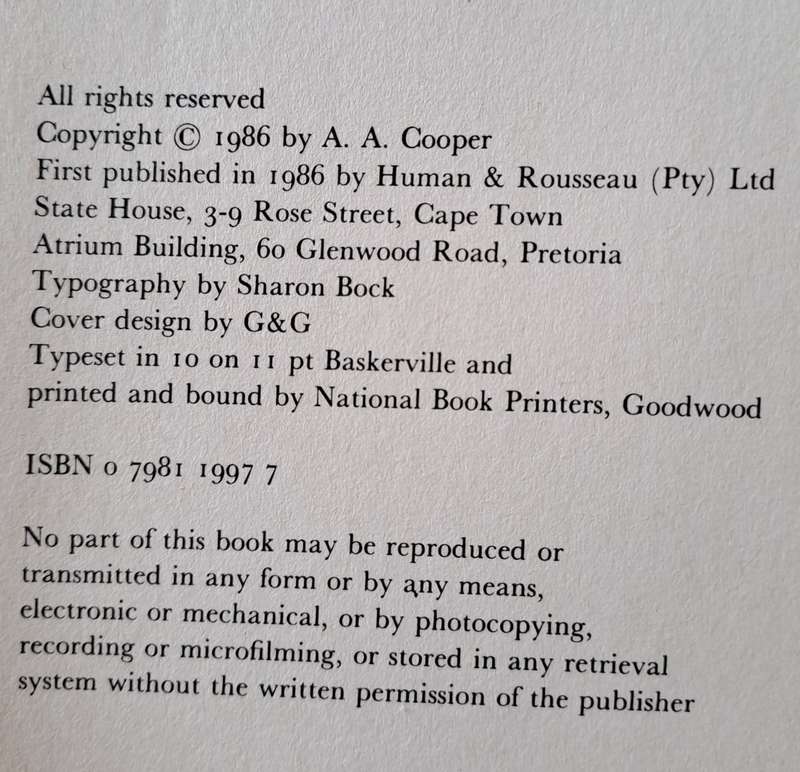 All rights reserved
Copyright © 1986 by A. A. Cooper
First published in 1986 by Human & Rousseau (Pty) Ltd
State House, 3-9 Rose Street, Cape Town
Atrium Building, 60 Glenwood Road, Pretoria
Typography by Sharon Bock
Cover design by G&G
Typeset in 10 on 11 pt Baskerville and
printed and bound by National Book Printers, Goodwood
ISBN 0 7981 1997 7
No part of this book may be reproduced or
transmitted in any form or by any means,
electronic or mechanical, or by photocopying,
recording or microfilming, or stored in any retrieval
system without the written permission of the publisher